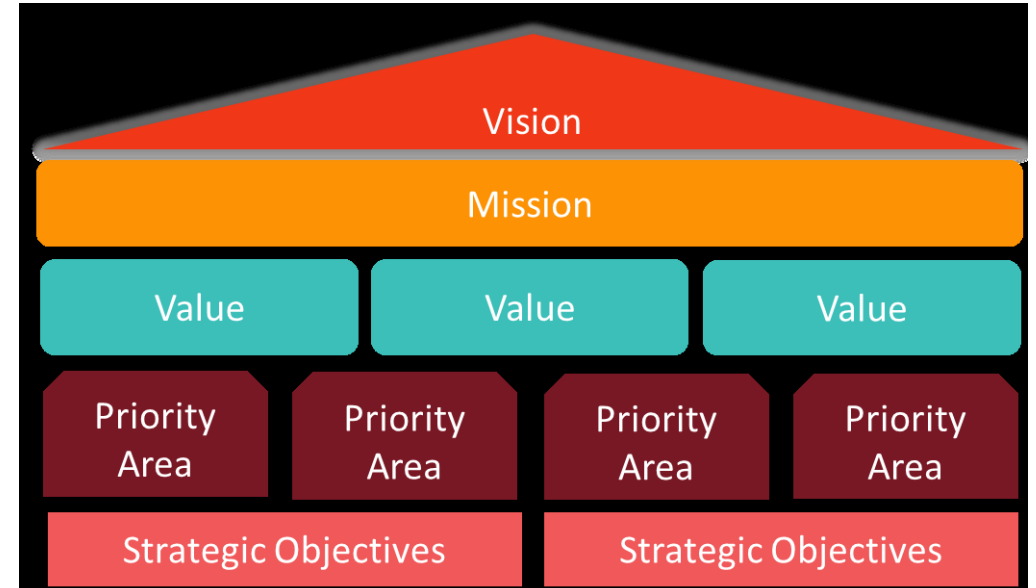 Vision
Mission
Value
Value
Value
Priority
Area
Priority
Area
Priority
Area
Priority
Area
Strategic Objectives
Strategic Objectives